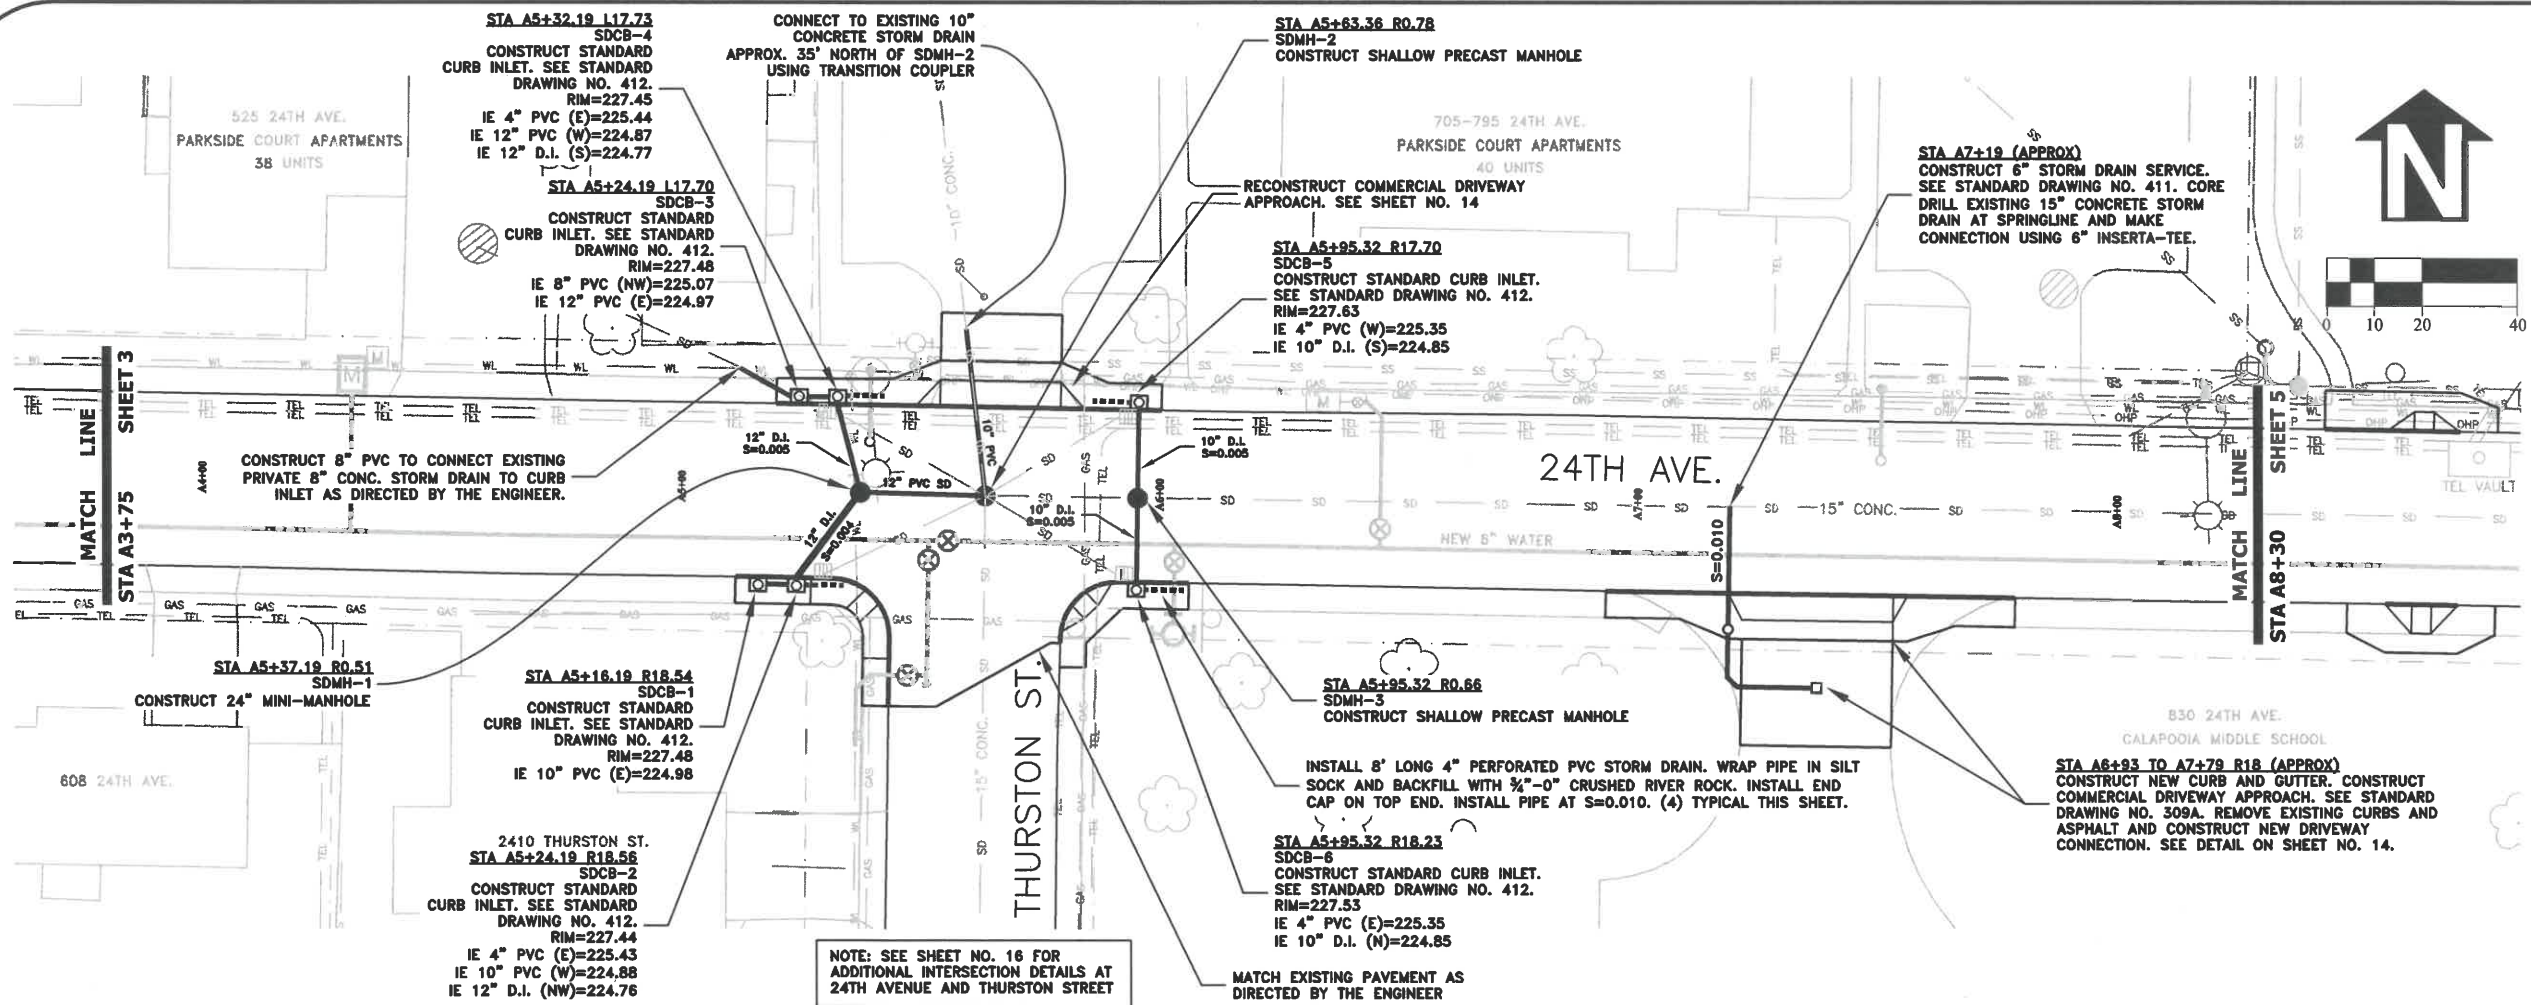 STA A5+32.19 L17.73
SDCB-4
CONSTRUCT STANDARD
CURB INLET. SEE STANDARD
DRAWING NO. 412.
RIM=227.45
IE 4" PVC (E)=225.44
IE 12" PVC (W)=224.87
IE 12" D.I. (S)=224.77
CONNECT TO EXISTING 10"
CONCRETE STORM DRAIN
APPROX. 35' NORTH OF SDMH-2
USING TRANSITION COUPLER
STA A5+63.36 R0.78
SDMH-2
CONSTRUCT SHALLOW PRECAST MANHOLE
525 24TH AVE.
PARKSIDE COURT APARTMENTS
38 UNITS
705-795 24TH AVE.
PARKSIDE COURT APARTMENTS
40 UNITS
STA A7+19 (APPROX)
CONSTRUCT 6" STORM DRAIN SERVICE.
SEE STANDARD DRAWING NO. 411. CORE
DRILL EXISTING 15" CONCRETE STORM
DRAIN AT SPRINGLINE AND MAKE
CONNECTION USING 6" INSERTA-TEE.
N
0 10 20 40
STA A5+24.19 L17.70
SDCB-3
CONSTRUCT STANDARD
CURB INLET. SEE STANDARD
DRAWING NO. 412.
RIM=227.48
IE 8" PVC (NW)=225.07
IE 12" PVC (E)=224.97
10" CONC.
RECONSTRUCT COMMERCIAL DRIVEWAY
APPROACH. SEE SHEET NO. 14
STA A5+95.32 R17.70
SDCB-5
CONSTRUCT STANDARD CURB INLET.
SEE STANDARD DRAWING NO. 412.
RIM=227.63
IE 4" PVC (W)=225.35
IE 10" D.I. (S)=224.85
MATCH LINE
STA A3+75 SHEET 3
CONSTRUCT 8" PVC TO CONNECT EXISTING
PRIVATE 8" CONC. STORM DRAIN TO CURB
INLET AS DIRECTED BY THE ENGINEER.
A4+00
A5+00
12" D.I.
S=0.005
10" PVC
12" PVC SD
12" D.I.
S=0.004
10" D.I.
S=0.005
10" D.I.
S=0.005
A6+00
24TH AVE.
A7+00
15" CONC.
A8+00
NEW 8" WATER
S=0.010
MATCH LINE
STA A8+30 SHEET 5
TEL VAULT
STA A5+37.19 R0.51
SDMH-1
CONSTRUCT 24" MINI-MANHOLE
STA A5+16.19 R18.54
SDCB-1
CONSTRUCT STANDARD
CURB INLET. SEE STANDARD
DRAWING NO. 412.
RIM=227.48
IE 10" PVC (E)=224.98
608 24TH AVE.
2410 THURSTON ST.
STA A5+24.19 R18.56
SDCB-2
CONSTRUCT STANDARD
CURB INLET. SEE STANDARD
DRAWING NO. 412.
RIM=227.44
IE 4" PVC (E)=225.43
IE 10" PVC (W)=224.88
IE 12" D.I. (NW)=224.76
15" CONC.
THURSTON ST.
STA A5+95.32 R0.66
SDMH-3
CONSTRUCT SHALLOW PRECAST MANHOLE
INSTALL 8' LONG 4" PERFORATED PVC STORM DRAIN. WRAP PIPE IN SILT
SOCK AND BACKFILL WITH ¾"-0" CRUSHED RIVER ROCK. INSTALL END
CAP ON TOP END. INSTALL PIPE AT S=0.010. (4) TYPICAL THIS SHEET.
STA A5+95.32 R18.23
SDCB-6
CONSTRUCT STANDARD CURB INLET.
SEE STANDARD DRAWING NO. 412.
RIM=227.53
IE 4" PVC (E)=225.35
IE 10" D.I. (N)=224.85
MATCH EXISTING PAVEMENT AS
DIRECTED BY THE ENGINEER
NOTE: SEE SHEET NO. 16 FOR
ADDITIONAL INTERSECTION DETAILS AT
24TH AVENUE AND THURSTON STREET
830 24TH AVE.
CALAPOOIA MIDDLE SCHOOL
STA A6+93 TO A7+79 R18 (APPROX)
CONSTRUCT NEW CURB AND GUTTER. CONSTRUCT
COMMERCIAL DRIVEWAY APPROACH. SEE STANDARD
DRAWING NO. 309A. REMOVE EXISTING CURBS AND
ASPHALT AND CONSTRUCT NEW DRIVEWAY
CONNECTION. SEE DETAIL ON SHEET NO. 14.